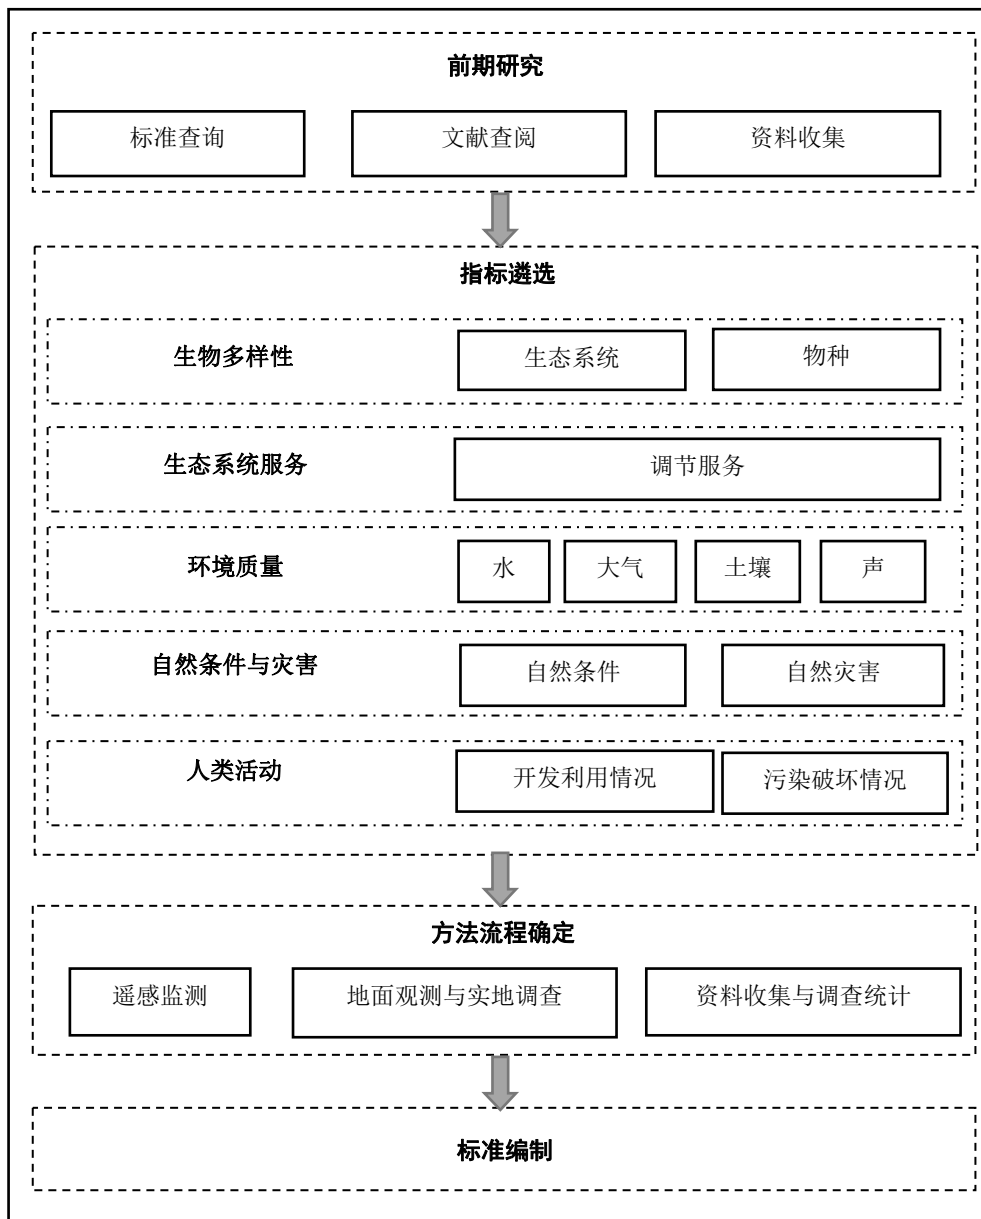 前期研究
标准查询 文献查阅 资料收集
指标遴选
生物多样性 生态系统 物种
生态系统服务 调节服务
环境质量 水 大气 土壤 声
自然条件与灾害 自然条件 自然灾害
人类活动 开发利用情况 污染破坏情况
方法流程确定
遥感监测 地面观测与实地调查 资料收集与调查统计
标准编制